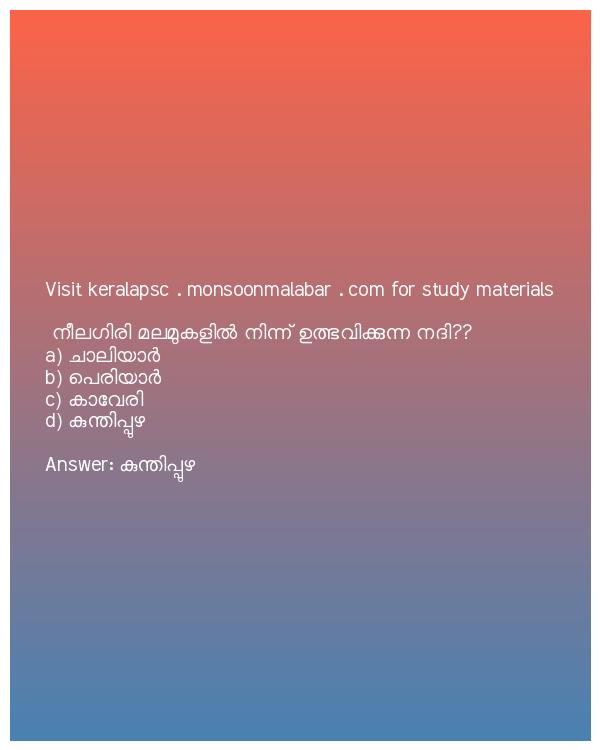 Visit keralapsc . monsoonmalabar . com for study materials
നീലഗിരി മലമുകളിൽ നിന്ന് ഉത്ഭവിക്കുന്ന നദി??
a) ചാലിയാർ
b) പെരിയാർ
c) കാവേരി
d) കുന്തിപ്പുഴ
Answer: കുന്തിപ്പുഴ